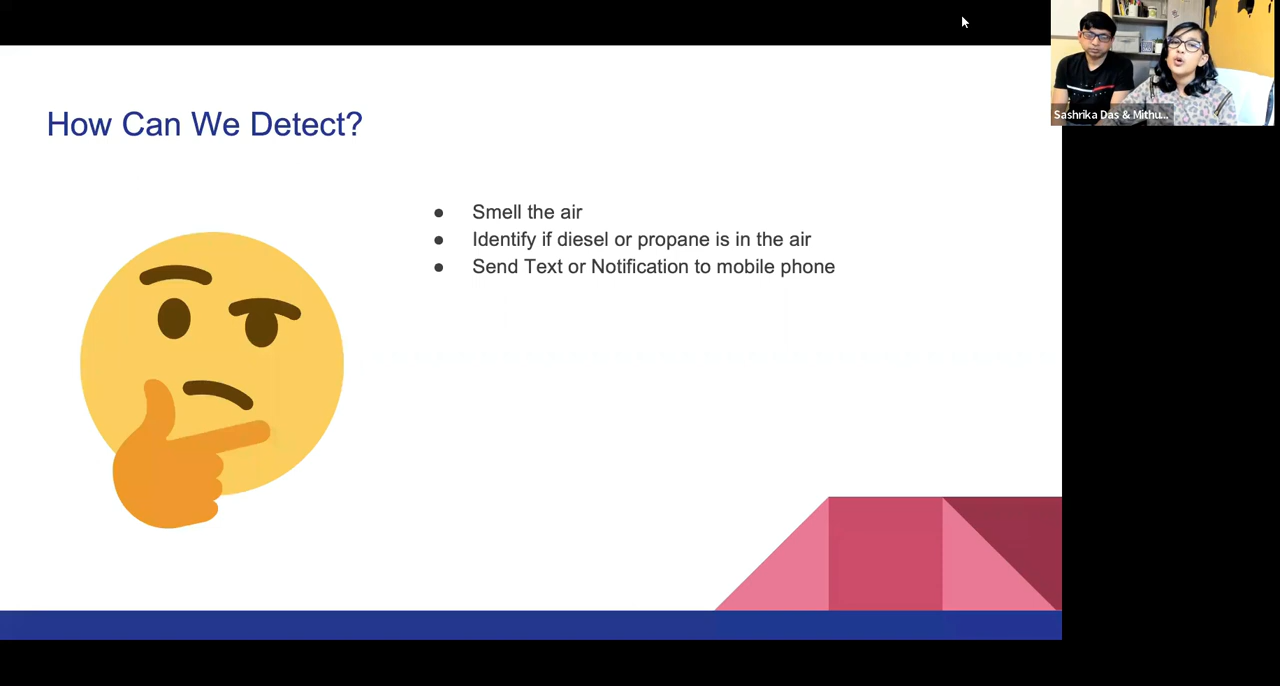 How Can We Detect?
Smell the air
Identify if diesel or propane is in the air
Send Text or Notification to mobile phone
Sashrika Das & Mithu...